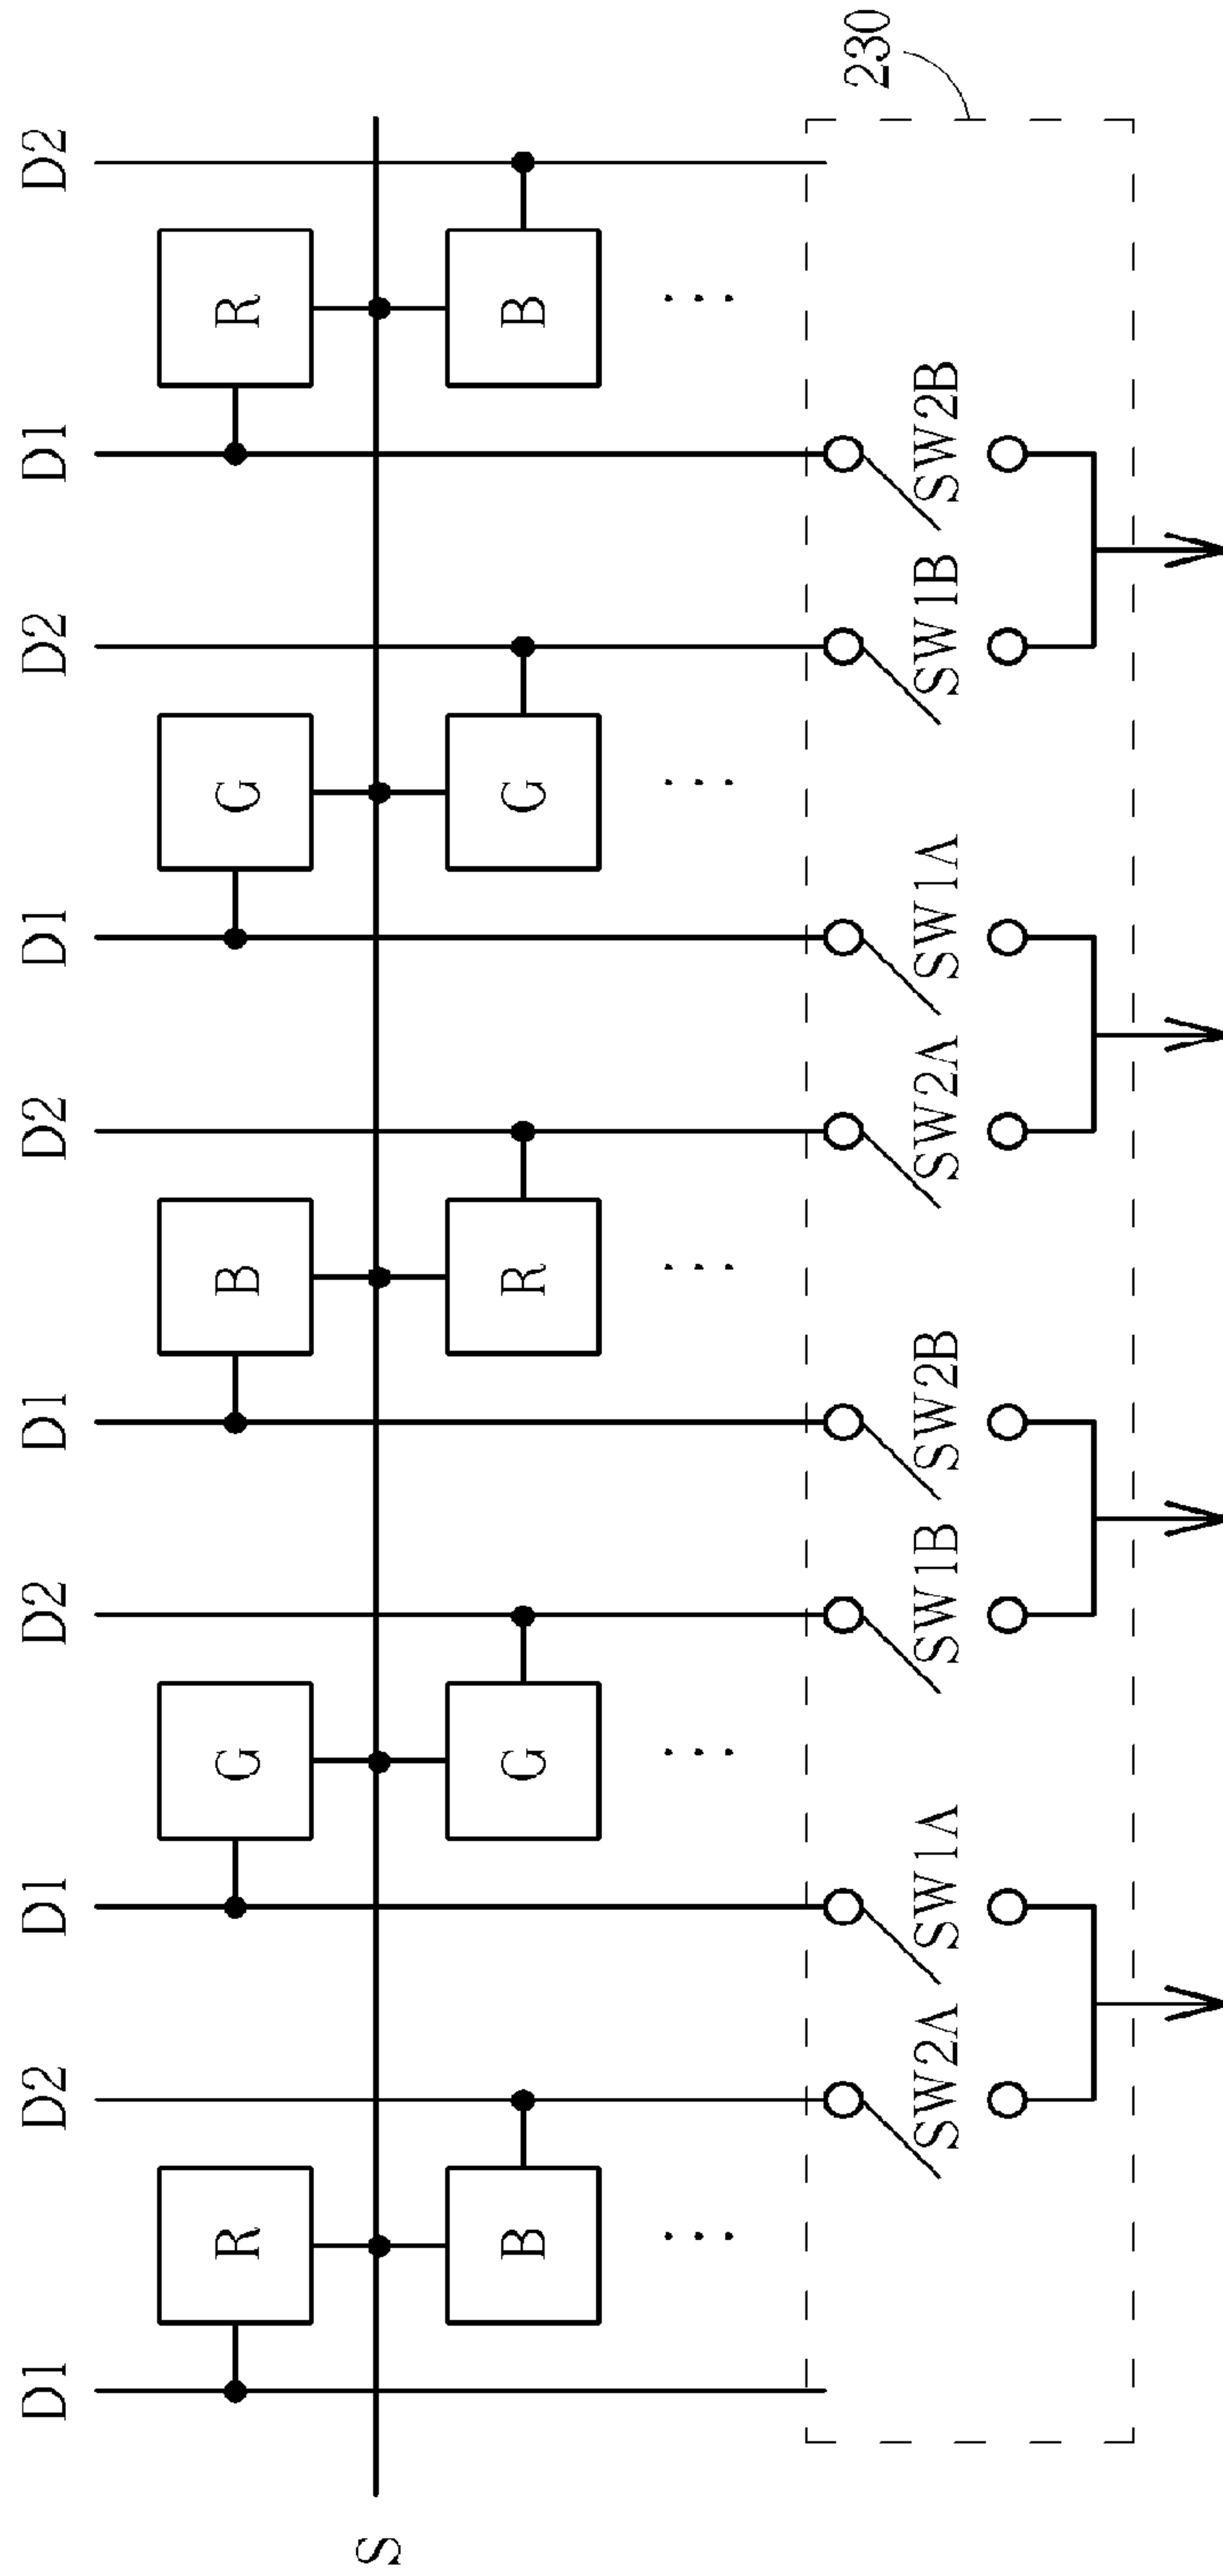 D1 D2 D1 D2 D1 D2 D1 D2 D1 D2
R G B G R
S
B G R G B
... ... ... ... ...
230
SW2A SW1A SW1B SW2B SW2A SW1A SW1B SW2B